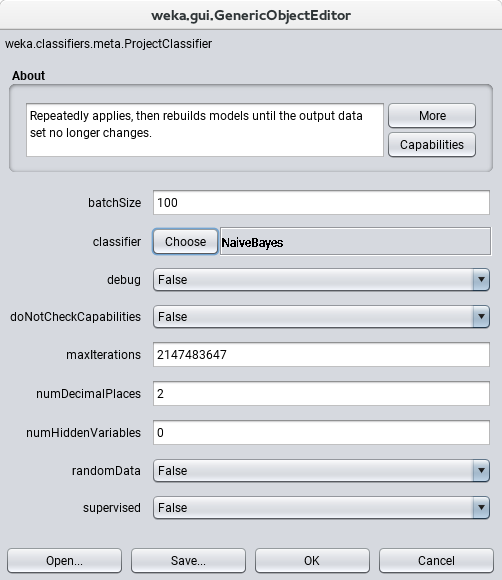 weka.gui.GenericObjectEditor
weka.classifiers.meta.ProjectClassifier
About
Repeatedly applies, then rebuilds models until the output data
set no longer changes.
More
Capabilities
batchSize 100
classifier Choose NaiveBayes
debug False
doNotCheckCapabilities False
maxIterations 2147483647
numDecimalPlaces 2
numHiddenVariables 0
randomData False
supervised False
Open... Save... OK Cancel